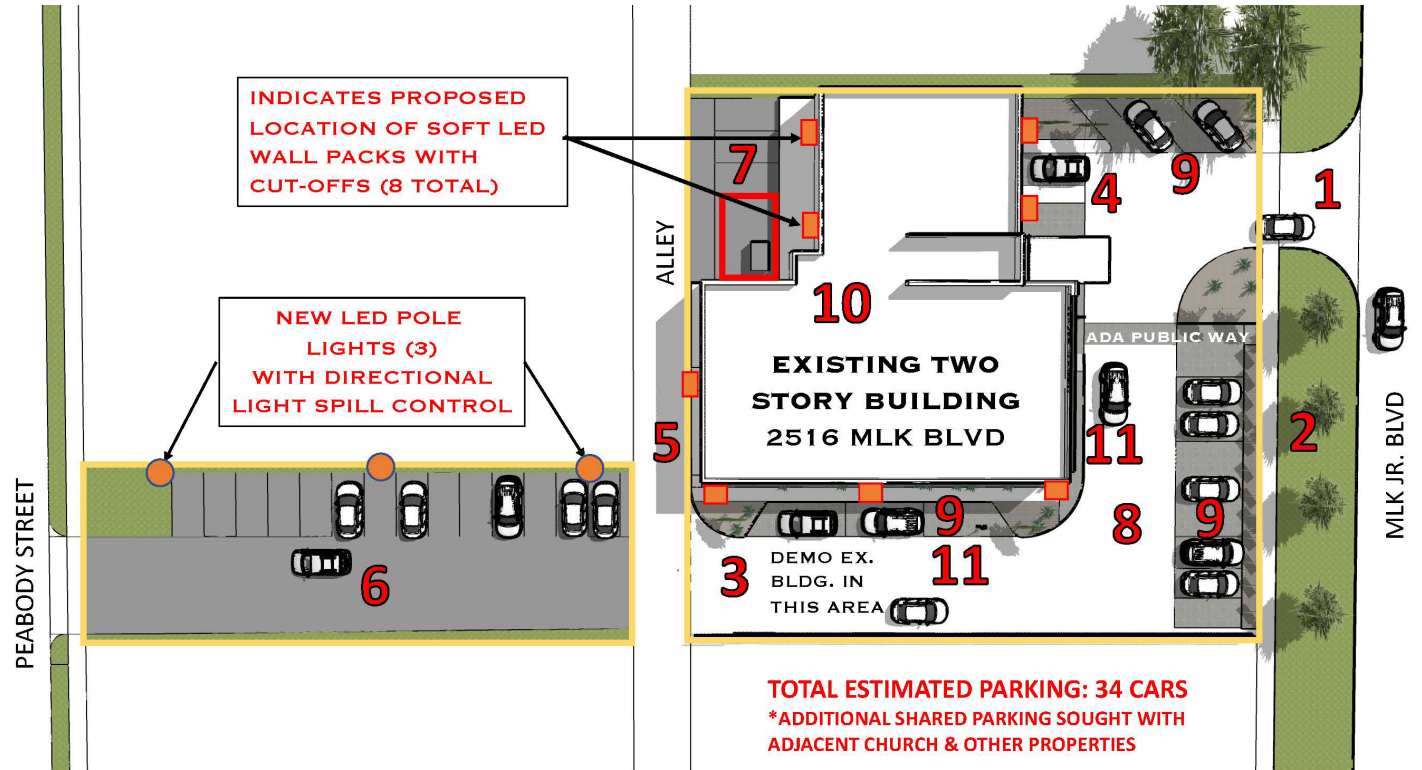 INDICATES PROPOSED
LOCATION OF SOFT LED
WALL PACKS WITH
CUT-OFFS (8 TOTAL)
7
4
9
1
ALLEY
10
NEW LED POLE
LIGHTS (3)
WITH DIRECTIONAL
LIGHT SPILL CONTROL
ADA PUBLIC WAY
EXISTING TWO
STORY BUILDING
2516 MLK BLVD
5
11
2
PEABODY STREET
MLK JR. BLVD
9
8
9
6
3
DEMO EX.
BLDG. IN
THIS AREA
11
TOTAL ESTIMATED PARKING: 34 CARS
*ADDITIONAL SHARED PARKING SOUGHT WITH
ADJACENT CHURCH & OTHER PROPERTIES